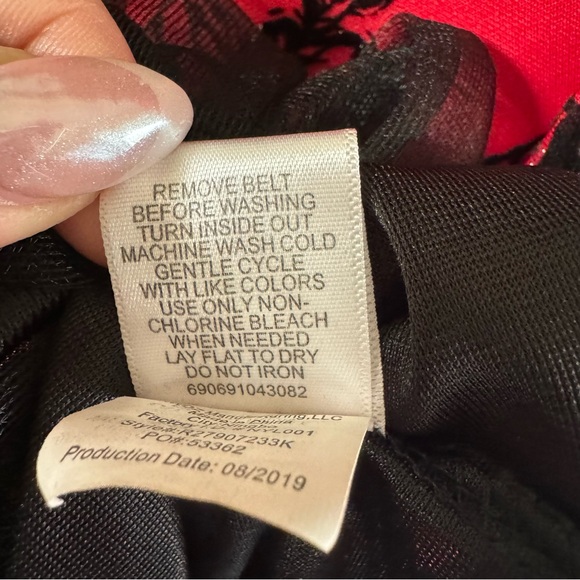 REMOVE BELT
BEFORE WASHING
TURN INSIDE OUT
MACHINE WASH COLD
GENTLE CYCLE
WITH LIKE COLORS
USE ONLY NON-
CHLORINE BLEACH
WHEN NEEDED
LAY FLAT TO DRY
DO NOT IRON
690691043082
PO#:53362
Production Date: 08/2019